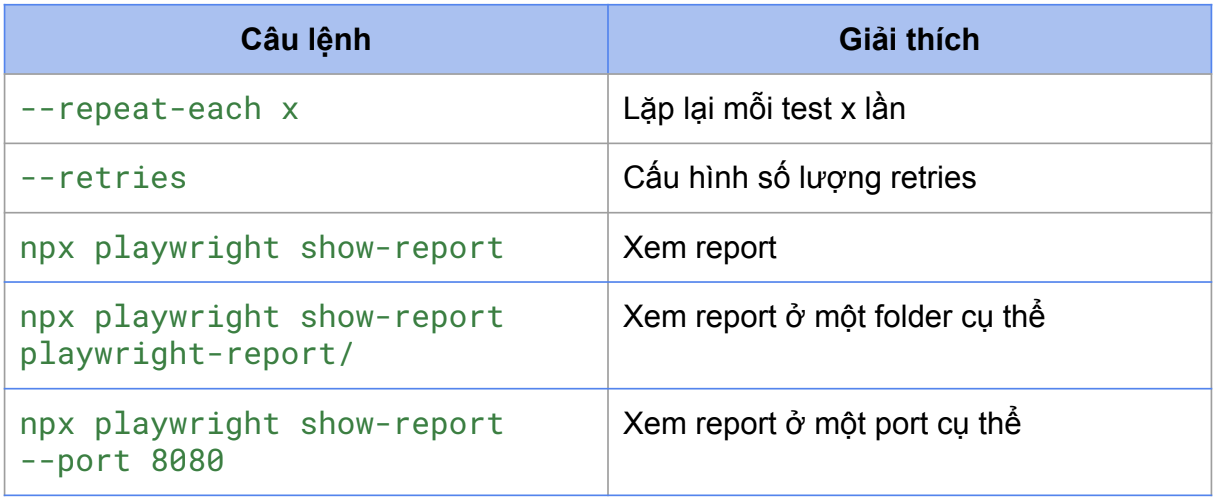 Câu lệnh
Giải thích
--repeat-each x
Lặp lại mỗi test x lần
--retries
Cấu hình số lượng retries
npx playwright show-report
Xem report
npx playwright show-report
playwright-report/
Xem report ở một folder cụ thể
npx playwright show-report
--port 8080
Xem report ở một port cụ thể